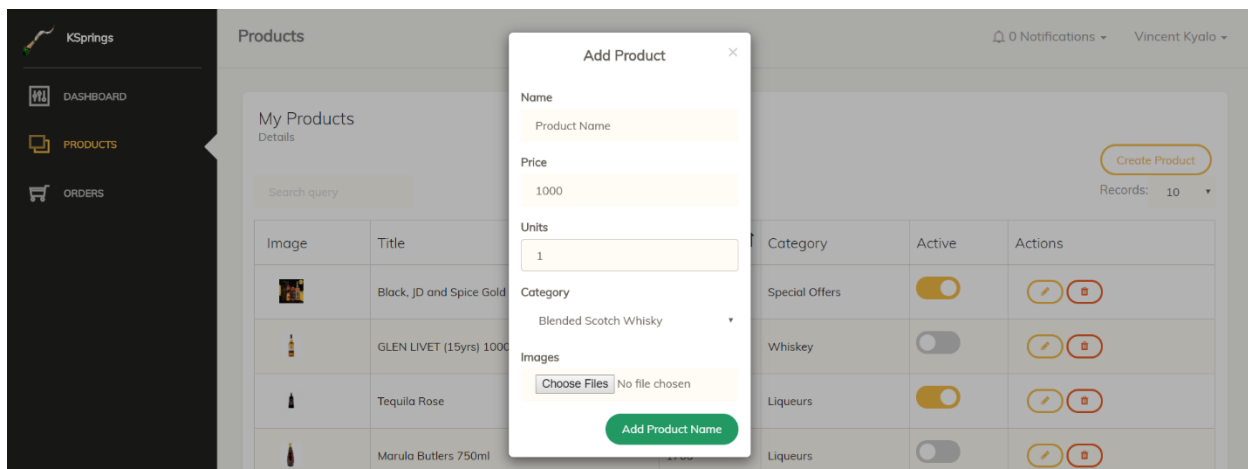 KSprings
DASHBOARD
PRODUCTS
ORDERS
Products
0 Notifications
Vincent Kyalo
My Products
Details
Create Product
Search query
Records: 10
Image Title Category Active Actions
Black, JD and Spice Gold Special Offers
GLEN LIVET (15yrs) 1000 Whiskey
Tequila Rose Liqueurs
Marula Butlers 750ml Liqueurs
Add Product ×
Name
Product Name
Price
1000
Units
1
Category
Blended Scotch Whisky
Images
Choose Files No file chosen
Add Product Name